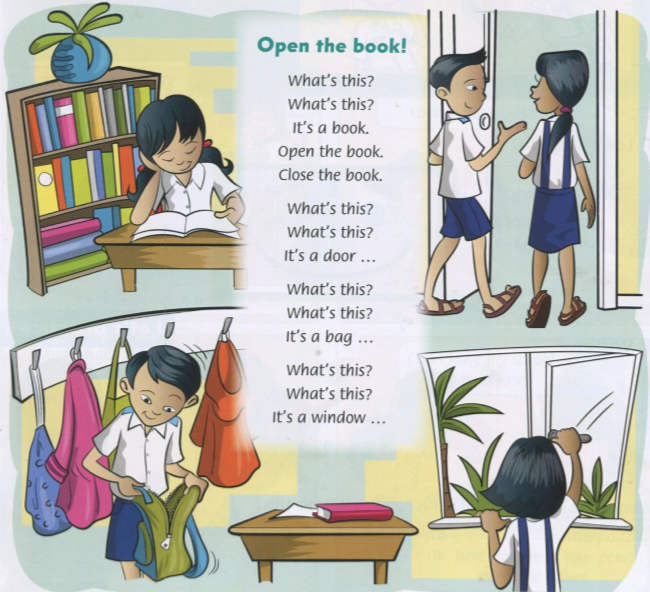 Open the book!
What's this?
What's this?
It's a book.
Open the book.
Close the book.
What's this?
What's this?
It's a door ...
What's this?
What's this?
It's a bag ...
What's this?
What's this?
It's a window ...